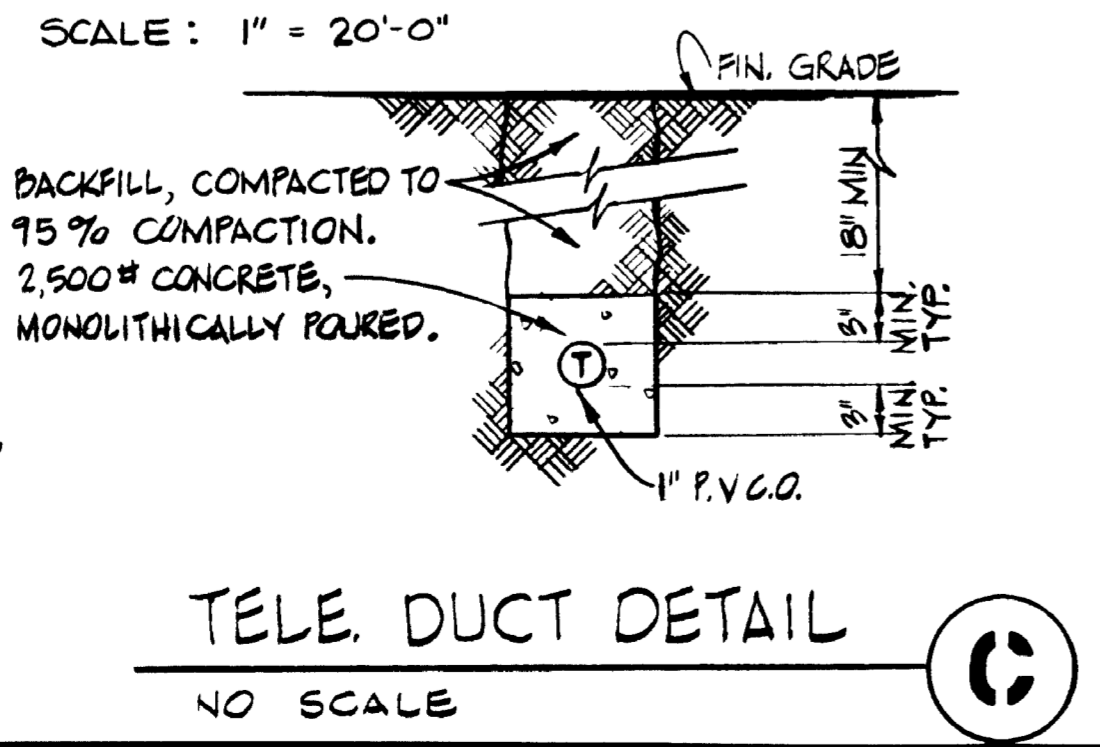 SCALE : 1" = 20'-0"
FIN. GRADE
BACKFILL, COMPACTED TO
95 % COMPACTION.
2,500# CONCRETE,
MONOLITHICALLY POURED.
18" MIN
3"
MIN.
TYP.
3"
MIN.
TYP.
T
1" P.V.C.O.
TELE. DUCT DETAIL
NO SCALE
C